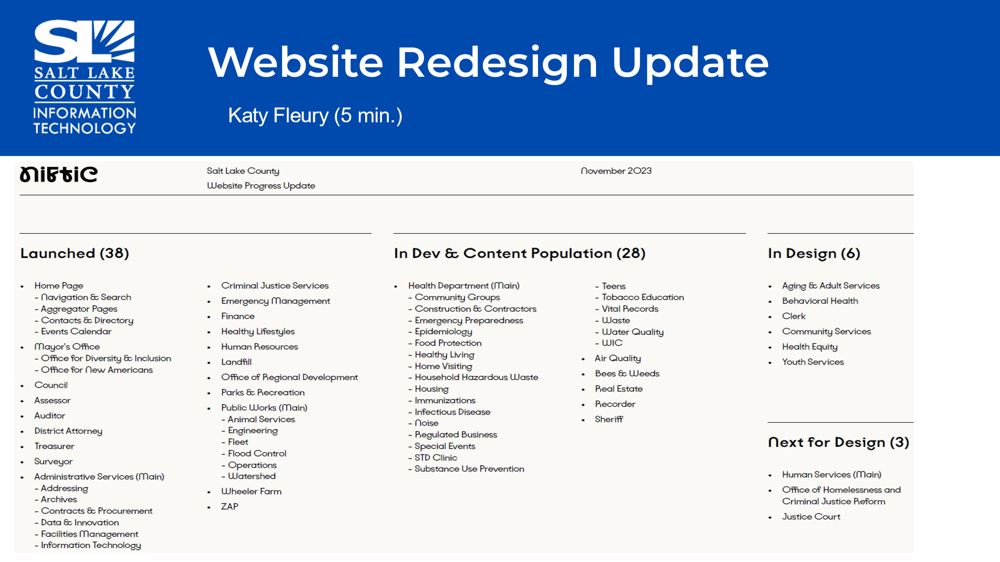 SL
SALT LAKE
COUNTY
INFORMATION
TECHNOLOGY
Website Redesign Update
Katy Fleury (5 min.)
NiftiC
Salt Lake County
Website Progress Update
November 2023
Launched (38)
• Home Page
- Navigation & Search
- Aggregator Pages
- Contacts & Directory
- Events Calendar
• Mayor's Office
- Office for Diversity & Inclusion
- Office for New Americans
• Council
• Assessor
• Auditor
• District Attorney
• Treasurer
• Surveyor
• Administrative Services (Main)
- Addressing
- Archives
- Contracts & Procurement
- Data & Innovation
- Facilities Management
- Information Technology
• Criminal Justice Services
• Emergency Management
• Finance
• Healthy Lifestyles
• Human Resources
• Landfill
• Office of Regional Development
• Parks & Recreation
• Public Works (Main)
- Animal Services
- Engineering
- Fleet
- Flood Control
- Operations
- Watershed
• Wheeler Farm
• ZAP
In Dev & Content Population (28)
• Health Department (Main)
- Community Groups
- Construction & Contractors
- Emergency Preparedness
- Epidemiology
- Food Protection
- Healthy Living
- Home Visiting
- Household Hazardous Waste
- Housing
- Immunizations
- Infectious Disease
- Noise
- Regulated Business
- Special Events
- STD Clinic
- Substance Use Prevention
- Teens
- Tobacco Education
- Vital Records
- Waste
- Water Quality
- WIC
• Air Quality
• Bees & Weeds
• Real Estate
• Recorder
• Sheriff
In Design (6)
• Aging & Adult Services
• Behavioral Health
• Clerk
• Community Services
• Health Equity
• Youth Services
Next for Design (3)
• Human Services (Main)
• Office of Homelessness and
Criminal Justice Reform
• Justice Court